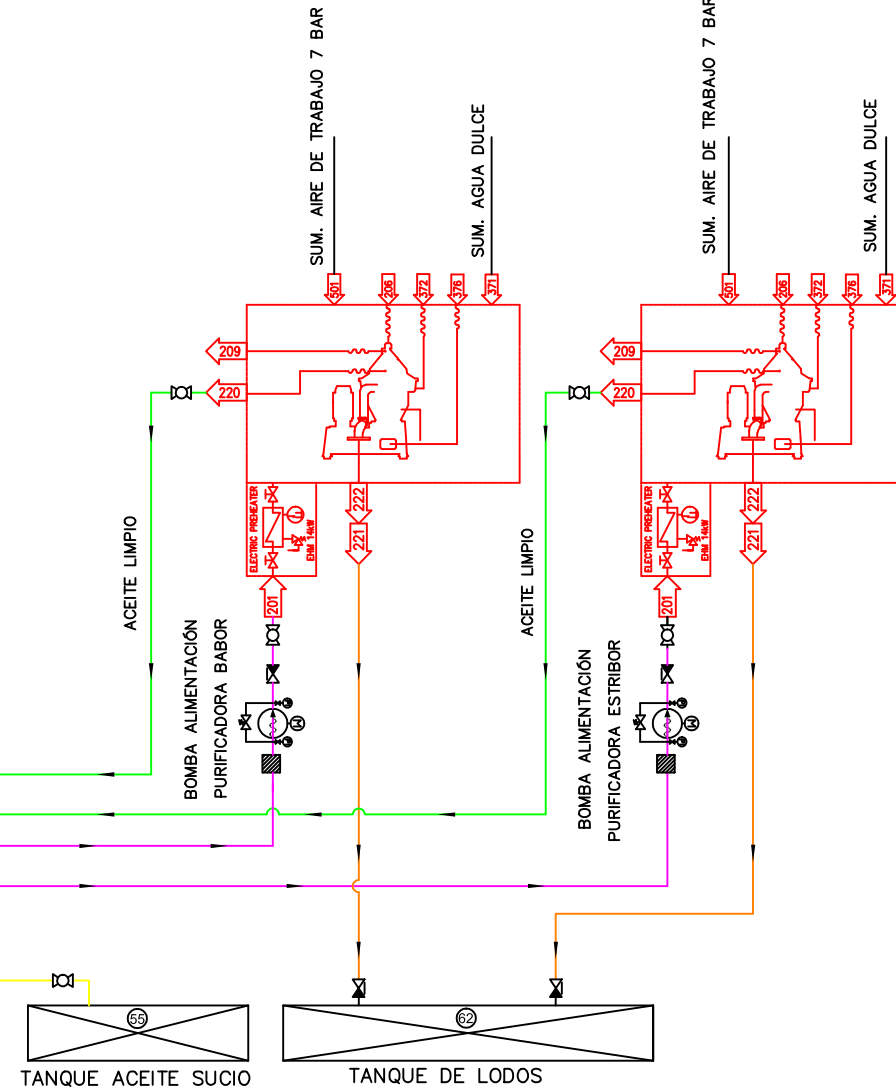 SUM. AIRE DE TRABAJO 7 BAR
SUM. AGUA DULCE
SUM. AIRE DE TRABAJO 7 BAR
SUM. AGUA DULCE
501
206
372
376
371
501
206
372
376
371
209
220
209
220
ELECTRIC PREHEATER
EHM 14kW
222
221
201
ELECTRIC PREHEATER
EHM 14kW
222
221
201
ACEITE LIMPIO
ACEITE LIMPIO
BOMBA ALIMENTACIÓN
PURIFICADORA BABOR
M
BOMBA ALIMENTACIÓN
PURIFICADORA ESTRIBOR
M
55
62
TANQUE ACEITE SUCIO
TANQUE DE LODOS